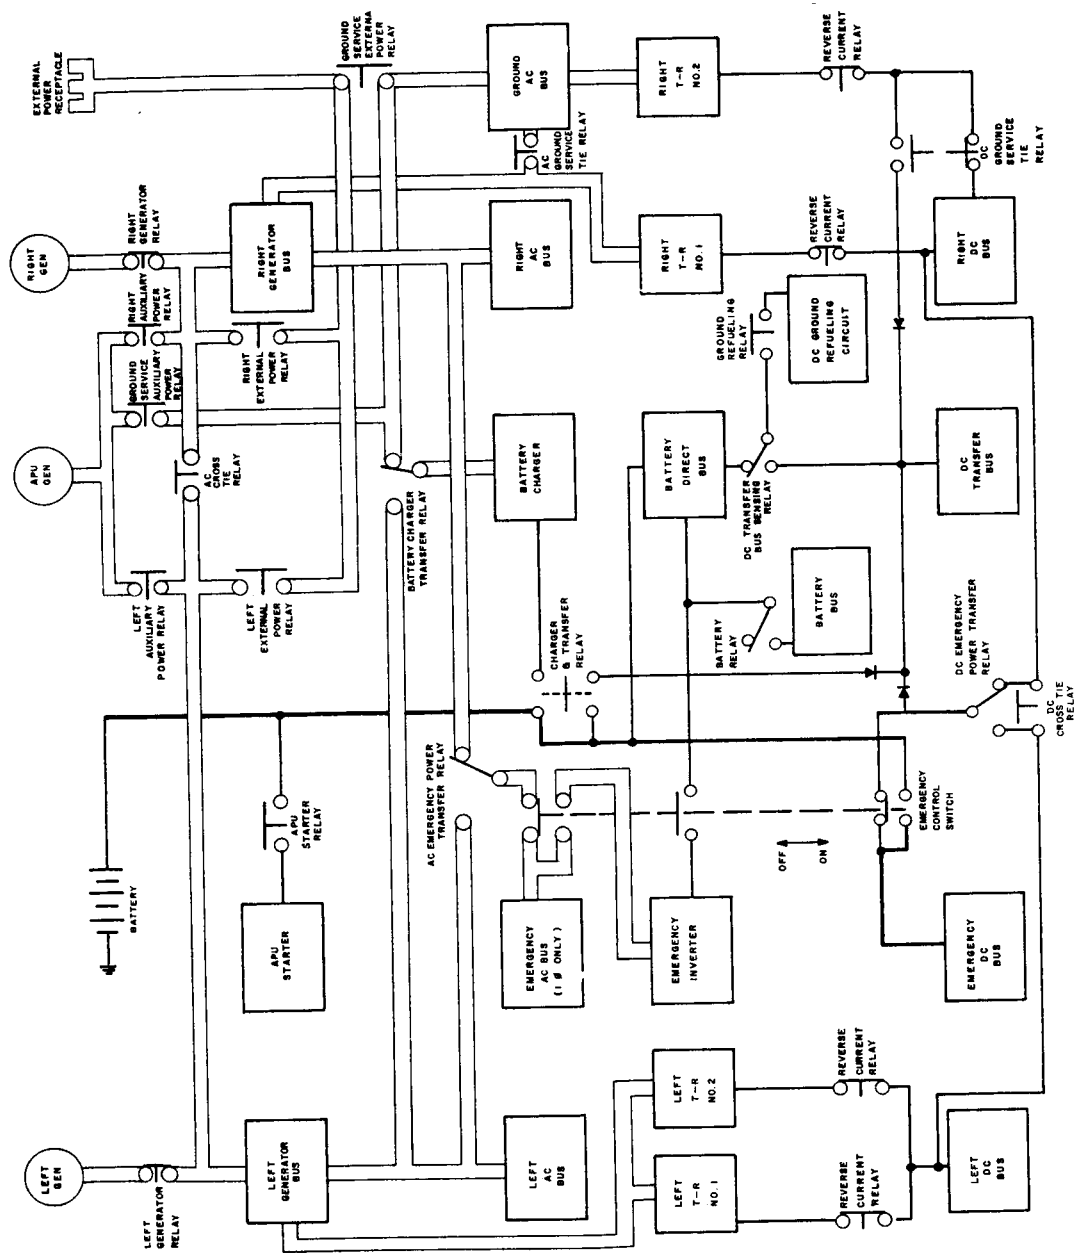 LEFT
GEN
LEFT
GENERATOR
RELAY
LEFT
GENERATOR
BUS
LEFT
AC
BUS
LEFT
T-R
NO.1
LEFT
T-R
NO.2
REVERSE
CURRENT
RELAY
REVERSE
CURRENT
RELAY
LEFT
DC
BUS
BATTERY
APU
STARTER
APU
STARTER
RELAY
AC EMERGENCY POWER
TRANSFER RELAY
EMERGENCY
AC BUS
(1 Ø ONLY)
EMERGENCY
INVERTER
OFF
ON
EMERGENCY
CONTROL
SWITCH
EMERGENCY
DC
BUS
APU
GEN
LEFT
AUXILIARY
POWER RELAY
LEFT
EXTERNAL
POWER
RELAY
AC CROSS
TIE
RELAY
BATTERY CHARGER
TRANSFER RELAY
BATTERY
CHARGER
CHARGER
& TRANSFER
RELAY
BATTERY
DIRECT
BUS
BATTERY
RELAY
BATTERY
BUS
DC TRANSFER
BUS SENSING
RELAY
DC
TRANSFER
BUS
DC EMERGENCY
POWER TRANSFER
RELAY
DC
CROSS TIE
RELAY
RIGHT
GEN
RIGHT
GENERATOR
RELAY
RIGHT
AUXILIARY
POWER
RELAY
GROUND
SERVICE
AUXILIARY
POWER
RELAY
RIGHT
EXTERNAL
POWER
RELAY
RIGHT
GENERATOR
BUS
RIGHT
AC
BUS
RIGHT
T-R
NO.1
REVERSE
CURRENT
RELAY
GROUND
REFUELING
RELAY
DC GROUND
REFUELING
CIRCUIT
RIGHT
DC
BUS
EXTERNAL
POWER
RECEPTACLE
GROUND
SERVICE
EXTERNA
POWER
RELAY
GROUND
AC
BUS
AC
GROUND
SERVICE
TIE RELAY
RIGHT
T-R
NO.2
REVERSE
CURRENT
RELAY
DC
GROUND
SERVICE
TIE
RELAY